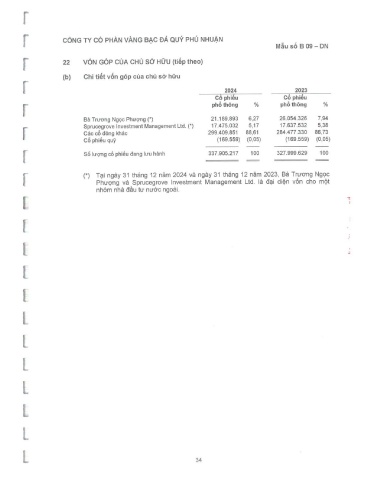 CÔNG TY CỔ PHẦN VÀNG BẠC ĐÁ QUÝ PHÚ NHUẬN
Mẫu số B 09 – DN
22 VỐN GÓP CỦA CHỦ SỞ HỮU (tiếp theo)
(b) Chi tiết vốn góp của chủ sở hữu
2024 2023
Cổ phiếu Cổ phiếu
phổ thông % phổ thông %
Bà Trương Ngọc Phượng (*) 21.189.893 6,27 26.054.326 7,94
Sprucegrove Investment Management Ltd. (*) 17.475.032 5,17 17.637.532 5,38
Các cổ đông khác 299.409.851 88,61 284.477.330 86,73
Cổ phiếu quỹ (169.559) (0,05) (169.559) (0,05)
Số lượng cổ phiếu đang lưu hành 337.905.217 100 327.999.629 100
(*) Tại ngày 31 tháng 12 năm 2024 và ngày 31 tháng 12 năm 2023, Bà Trương Ngọc
Phượng và Sprucegrove Investment Management Ltd. là đại diện vốn cho một
nhóm nhà đầu tư nước ngoài.
34